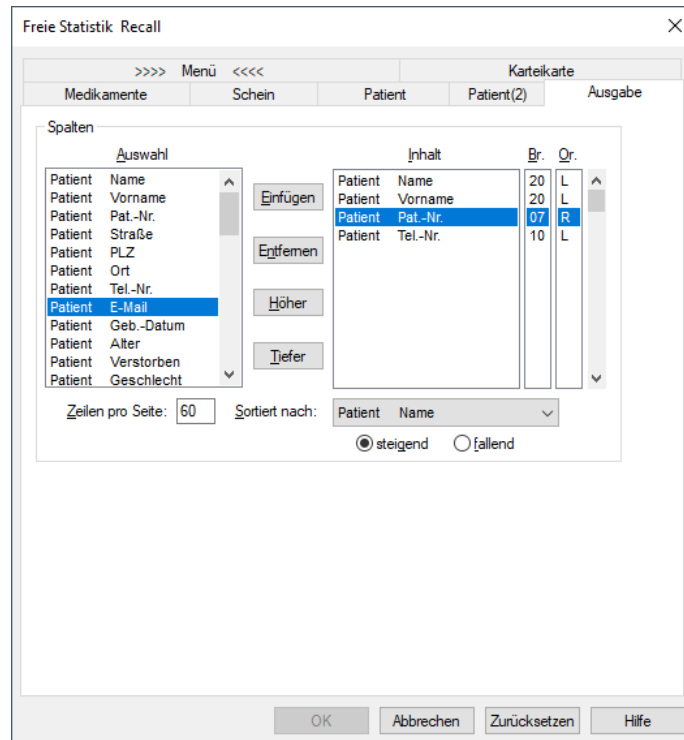 Freie Statistik Recall
>>>> Menü <<<<
Karteikarte
Medikamente
Schein
Patient
Patient(2)
Ausgabe
Spalten
Auswahl
Patient Name
Patient Vorname
Patient Pat.-Nr.
Patient Straße
Patient PLZ
Patient Ort
Patient Tel.-Nr.
Patient E-Mail
Patient Geb.-Datum
Patient Alter
Patient Verstorben
Patient Geschlecht
Einfügen
Entfernen
Höher
Tiefer
Inhalt Br. Or.
Patient Name 20 L
Patient Vorname 20 L
Patient Pat.-Nr. 07 R
Patient Tel.-Nr. 10 L
Zeilen pro Seite: 60
Sortiert nach: Patient Name
steigend
fallend
OK
Abbrechen
Zurücksetzen
Hilfe